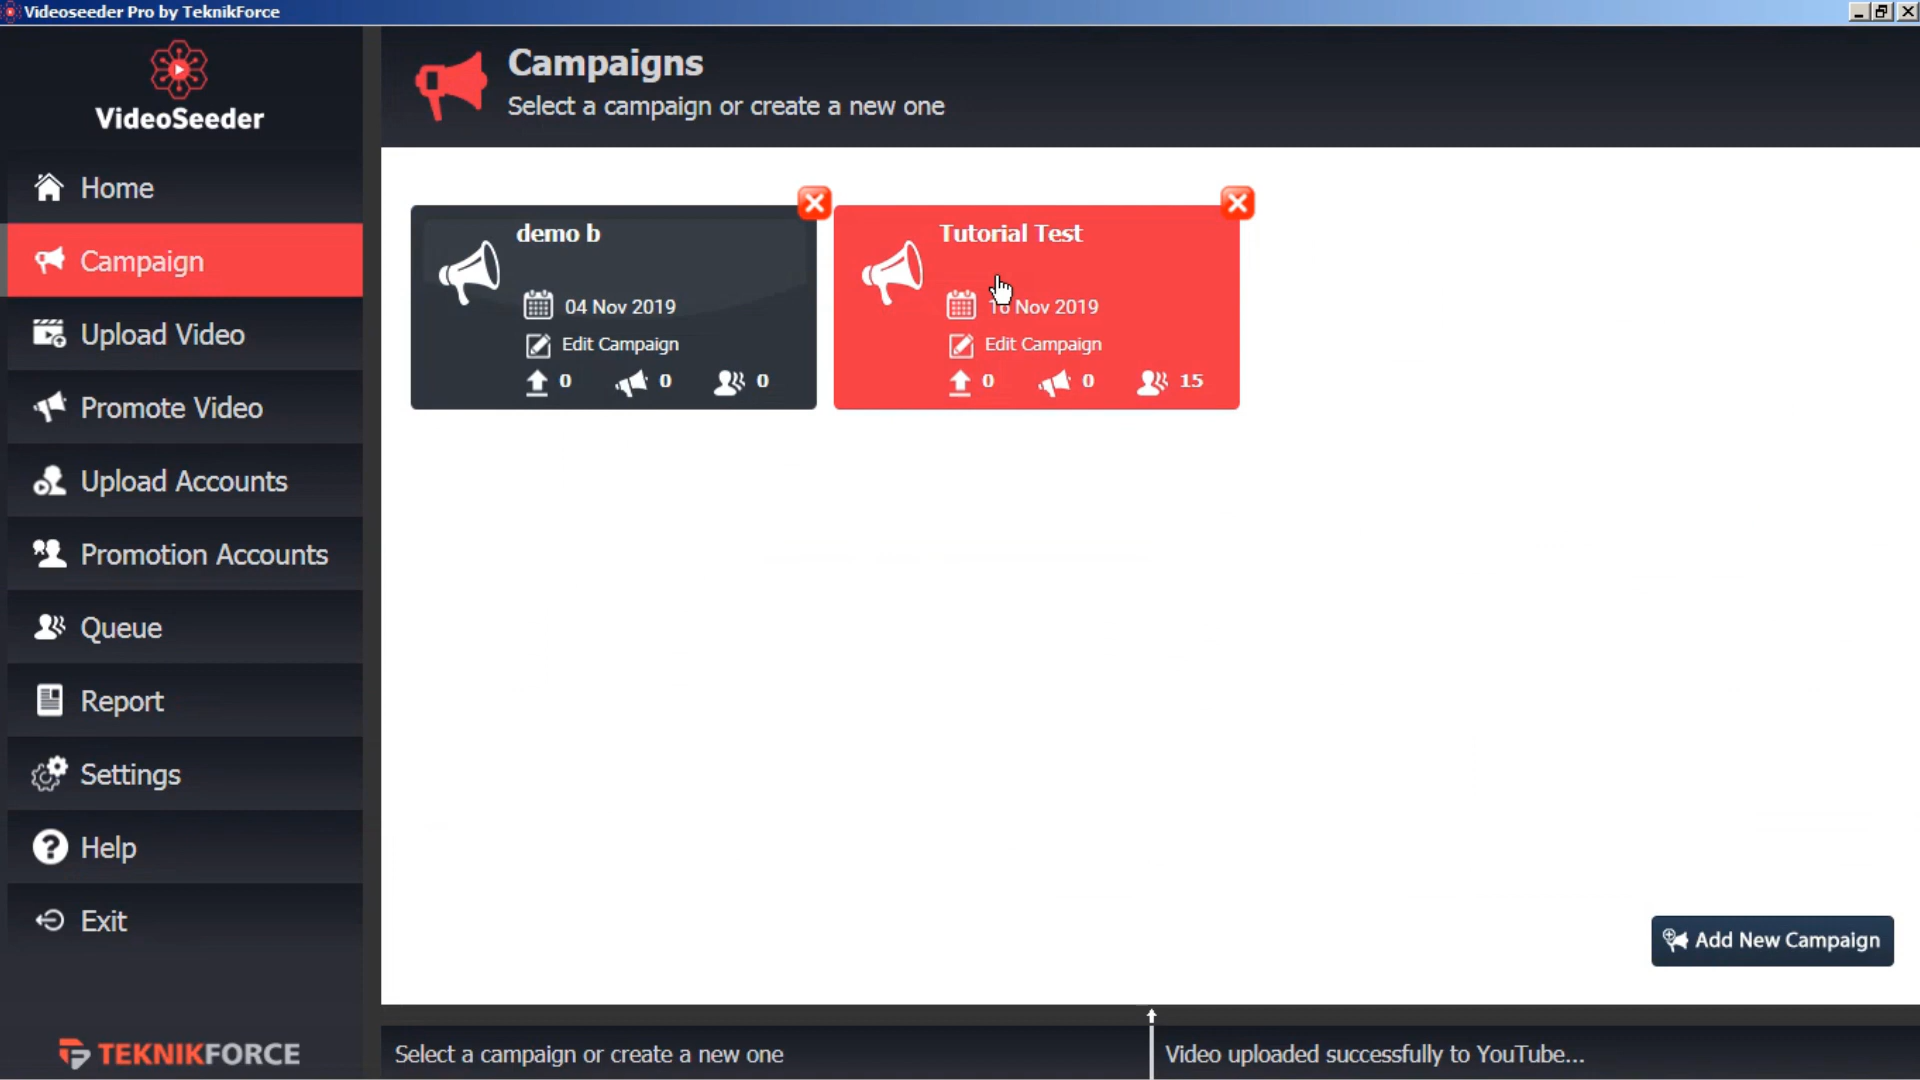 Videoseeder Pro by TeknikForce
VideoSeeder
Home
Campaign
Upload Video
Promote Video
Upload Accounts
Promotion Accounts
Queue
Report
Settings
Help
Exit
TEKNIKFORCE
Campaigns
Select a campaign or create a new one
demo b
04 Nov 2019
Edit Campaign
0 0 0
Tutorial Test
16 Nov 2019
Edit Campaign
0 0 15
Add New Campaign
Select a campaign or create a new one
Video uploaded successfully to YouTube...